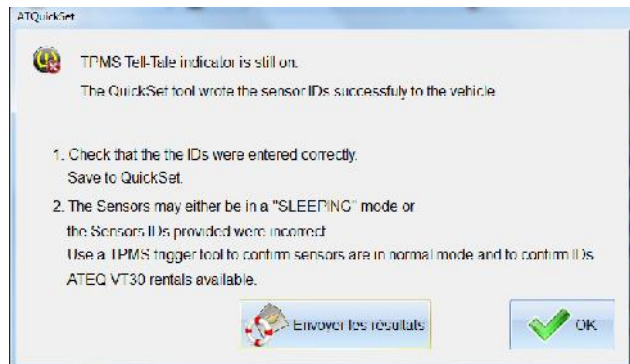 ATQuickSet
TPMS Tell-Tale indicator is still on.
The QuickSet tool wrote the sensor IDs successfuly to the vehicle
1. Check that the the IDs were entered correctly.
Save to QuickSet.
2. The Sensors may either be in a "SLEEPING" mode or
the Sensors IDs provided were incorrect
Use a TPMS trigger tool to confirm sensors are in normal mode and to confirm IDs
ATEQ VT30 rentals available.
Envoyer les résultats
OK